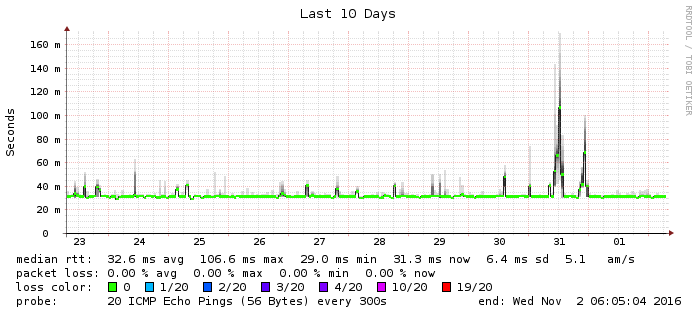 Last 10 Days
RRDTOOL / TOBI OETIKER
Seconds
160 m
140 m
120 m
100 m
80 m
60 m
40 m
20 m
0
23 24 25 26 27 28 29 30 31 01
median rtt: 32.6 ms avg 106.6 ms max 29.0 ms min 31.3 ms now 6.4 ms sd 5.1 am/s
packet loss: 0.00 % avg 0.00 % max 0.00 % min 0.00 % now
loss color: 0 1/20 2/20 3/20 4/20 10/20 19/20
probe: 20 ICMP Echo Pings (56 Bytes) every 300s end: Wed Nov 2 06:05:04 2016